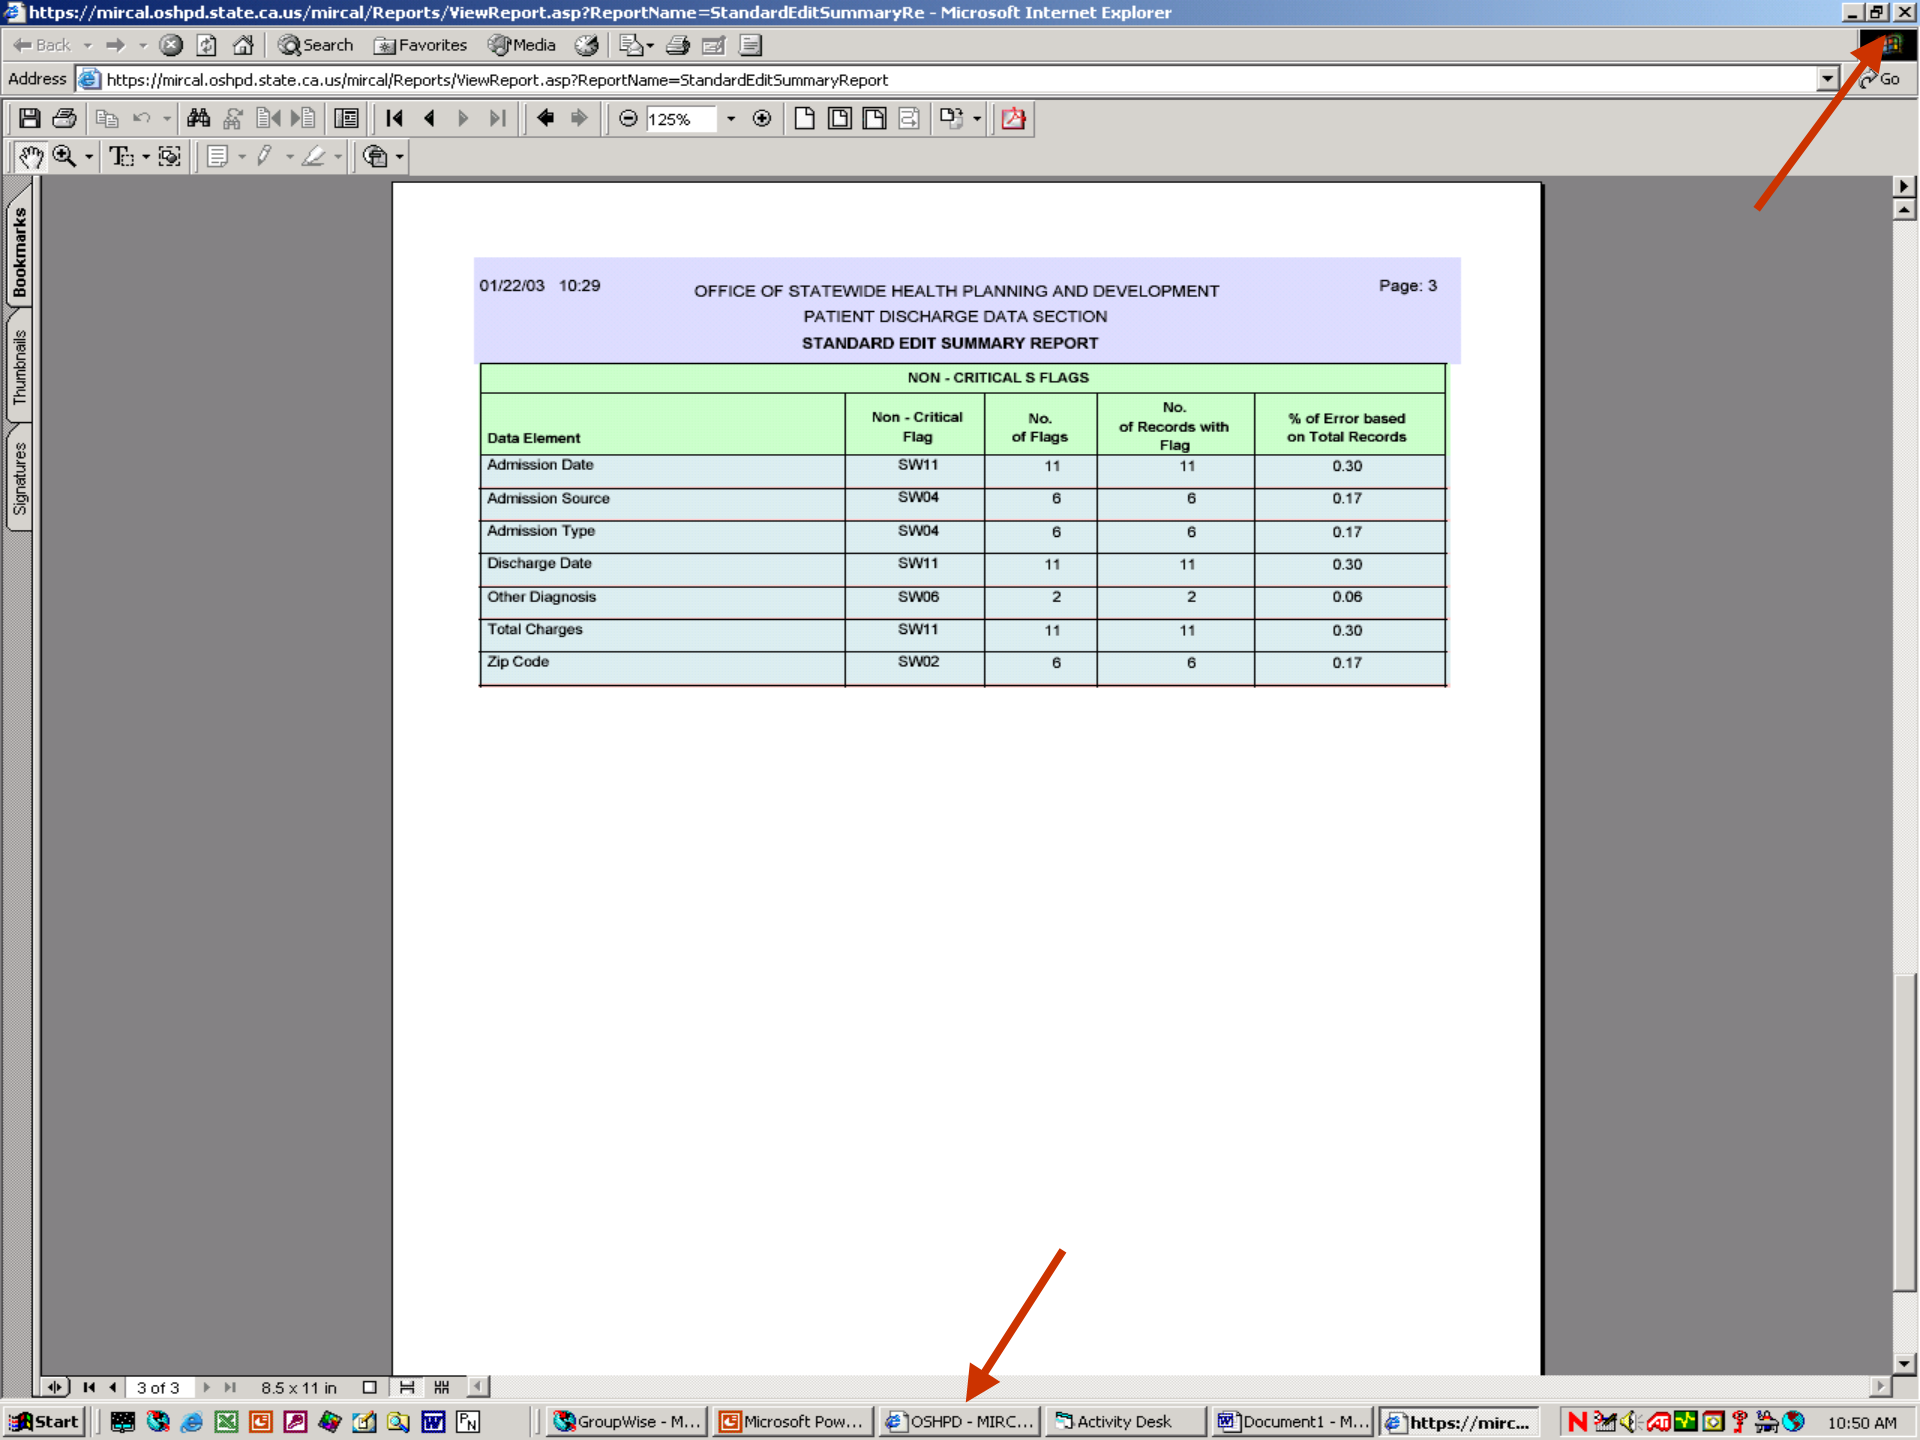 https://mircal.oshpd.state.ca.us/mircal/Reports/ViewReport.asp?ReportName=StandardEditSummaryRe - Microsoft Internet Explorer
Back Search Favorites Media
Address https://mircal.oshpd.state.ca.us/mircal/Reports/ViewReport.asp?ReportName=StandardEditSummaryReport Go
125%
Bookmarks
Thumbnails
Signatures
01/22/03 10:29 OFFICE OF STATEWIDE HEALTH PLANNING AND DEVELOPMENT Page: 3
PATIENT DISCHARGE DATA SECTION
STANDARD EDIT SUMMARY REPORT
NON - CRITICAL S FLAGS
Data Element Non - Critical Flag No. of Flags No. of Records with Flag % of Error based on Total Records
Admission Date SW11 11 11 0.30
Admission Source SW04 6 6 0.17
Admission Type SW04 6 6 0.17
Discharge Date SW11 11 11 0.30
Other Diagnosis SW06 2 2 0.06
Total Charges SW11 11 11 0.30
Zip Code SW02 6 6 0.17
3 of 3 8.5 x 11 in
Start GroupWise - M... Microsoft Pow... OSHPD - MIRC... Activity Desk Document1 - M... https://mirc... 10:50 AM